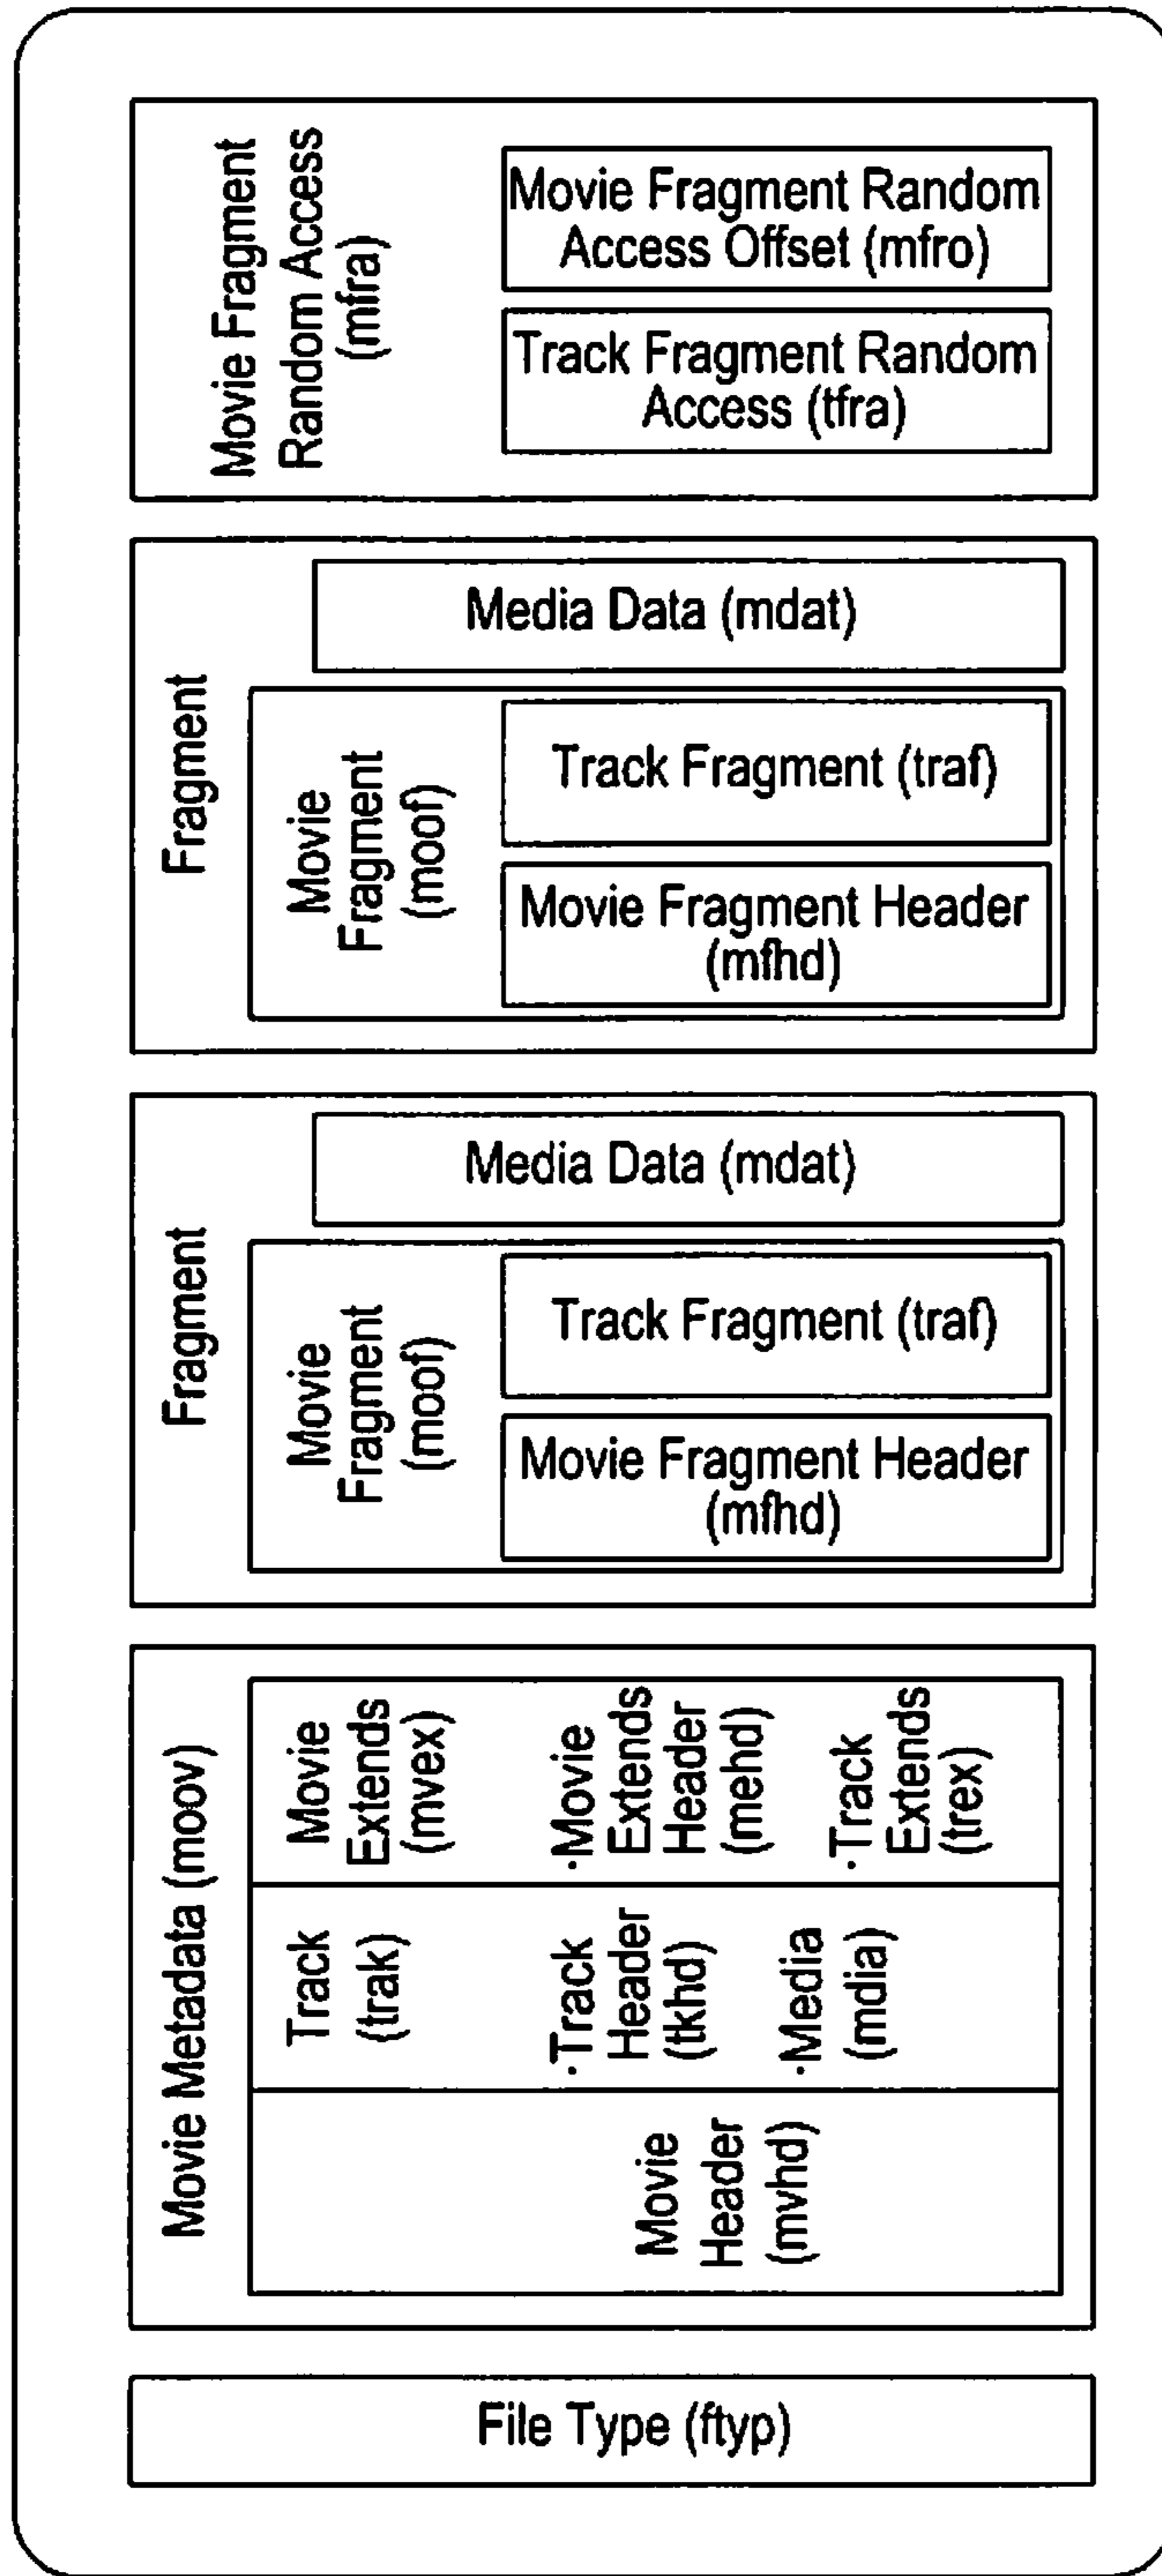 File Type (ftyp)
Movie Metadata (moov)
Movie
Header
(mvhd)
Track
(trak)
·Track
Header
(tkhd)
·Media
(mdia)
Movie
Extends
(mvex)
·Movie
Extends
Header
(mehd)
·Track
Extends
(trex)
Fragment
Movie
Fragment
(moof)
Movie Fragment Header
(mfhd)
Track Fragment (traf)
Media Data (mdat)
Fragment
Movie
Fragment
(moof)
Movie Fragment Header
(mfhd)
Track Fragment (traf)
Media Data (mdat)
Movie Fragment
Random Access
(mfra)
Track Fragment Random
Access (tfra)
Movie Fragment Random
Access Offset (mfro)